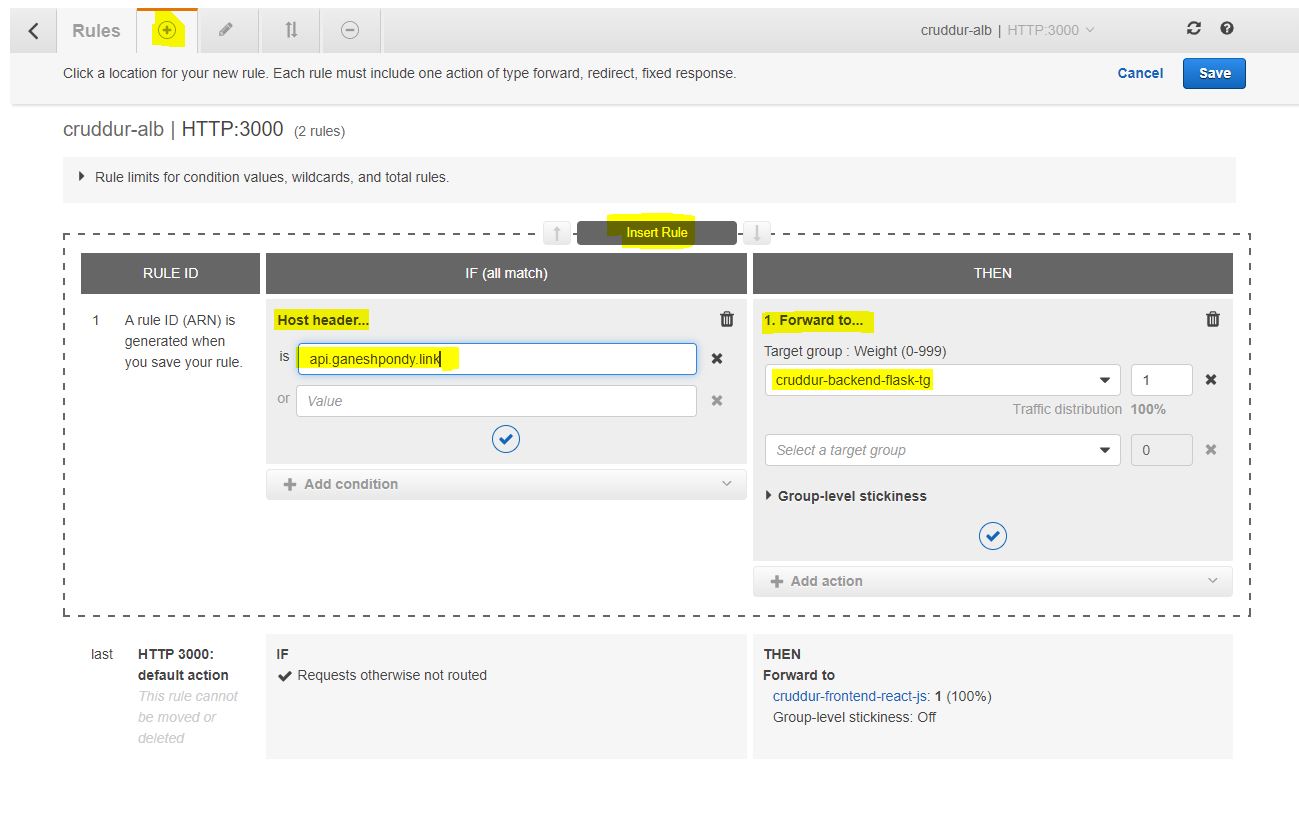 Rules
cruddur-alb | HTTP:3000
Click a location for your new rule. Each rule must include one action of type forward, redirect, fixed response.
Cancel
Save
cruddur-alb | HTTP:3000 (2 rules)
Rule limits for condition values, wildcards, and total rules.
Insert Rule
RULE ID
IF (all match)
THEN
1
A rule ID (ARN) is
generated when
you save your rule.
Host header...
is api.ganeshpondy.link
or Value
Add condition
1. Forward to...
Target group : Weight (0-999)
cruddur-backend-flask-tg 1
Traffic distribution 100%
Select a target group 0
Group-level stickiness
Add action
last
HTTP 3000:
default action
This rule cannot
be moved or
deleted
IF
Requests otherwise not routed
THEN
Forward to
cruddur-frontend-react-js: 1 (100%)
Group-level stickiness: Off